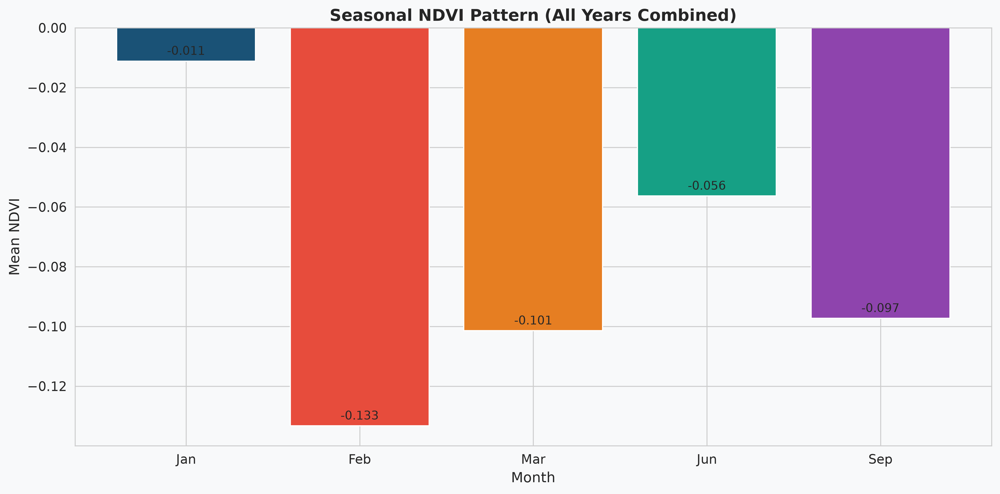 Seasonal NDVI Pattern (All Years Combined)
0.00
−0.02
−0.04
−0.06
−0.08
−0.10
−0.12
Mean NDVI
-0.011
-0.133
-0.101
-0.056
-0.097
Jan
Feb
Mar
Jun
Sep
Month